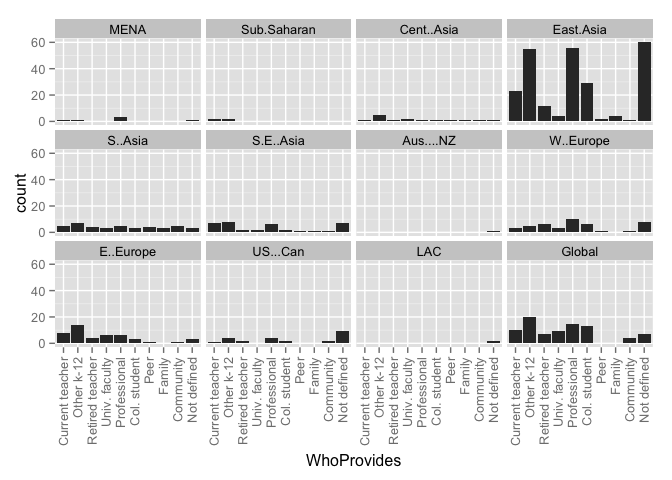 MENA
Sub.Saharan
Cent..Asia
East.Asia
60
40
20
0
S..Asia
S.E..Asia
Aus....NZ
W..Europe
60
40
20
0
E..Europe
US...Can
LAC
Global
60
40
20
0
count
Current teacher
Other k-12
Retired teacher
Univ. faculty
Professional
Col. student
Peer
Family
Community
Not defined
Current teacher
Other k-12
Retired teacher
Univ. faculty
Professional
Col. student
Peer
Family
Community
Not defined
Current teacher
Other k-12
Retired teacher
Univ. faculty
Professional
Col. student
Peer
Family
Community
Not defined
Current teacher
Other k-12
Retired teacher
Univ. faculty
Professional
Col. student
Peer
Family
Community
Not defined
WhoProvides